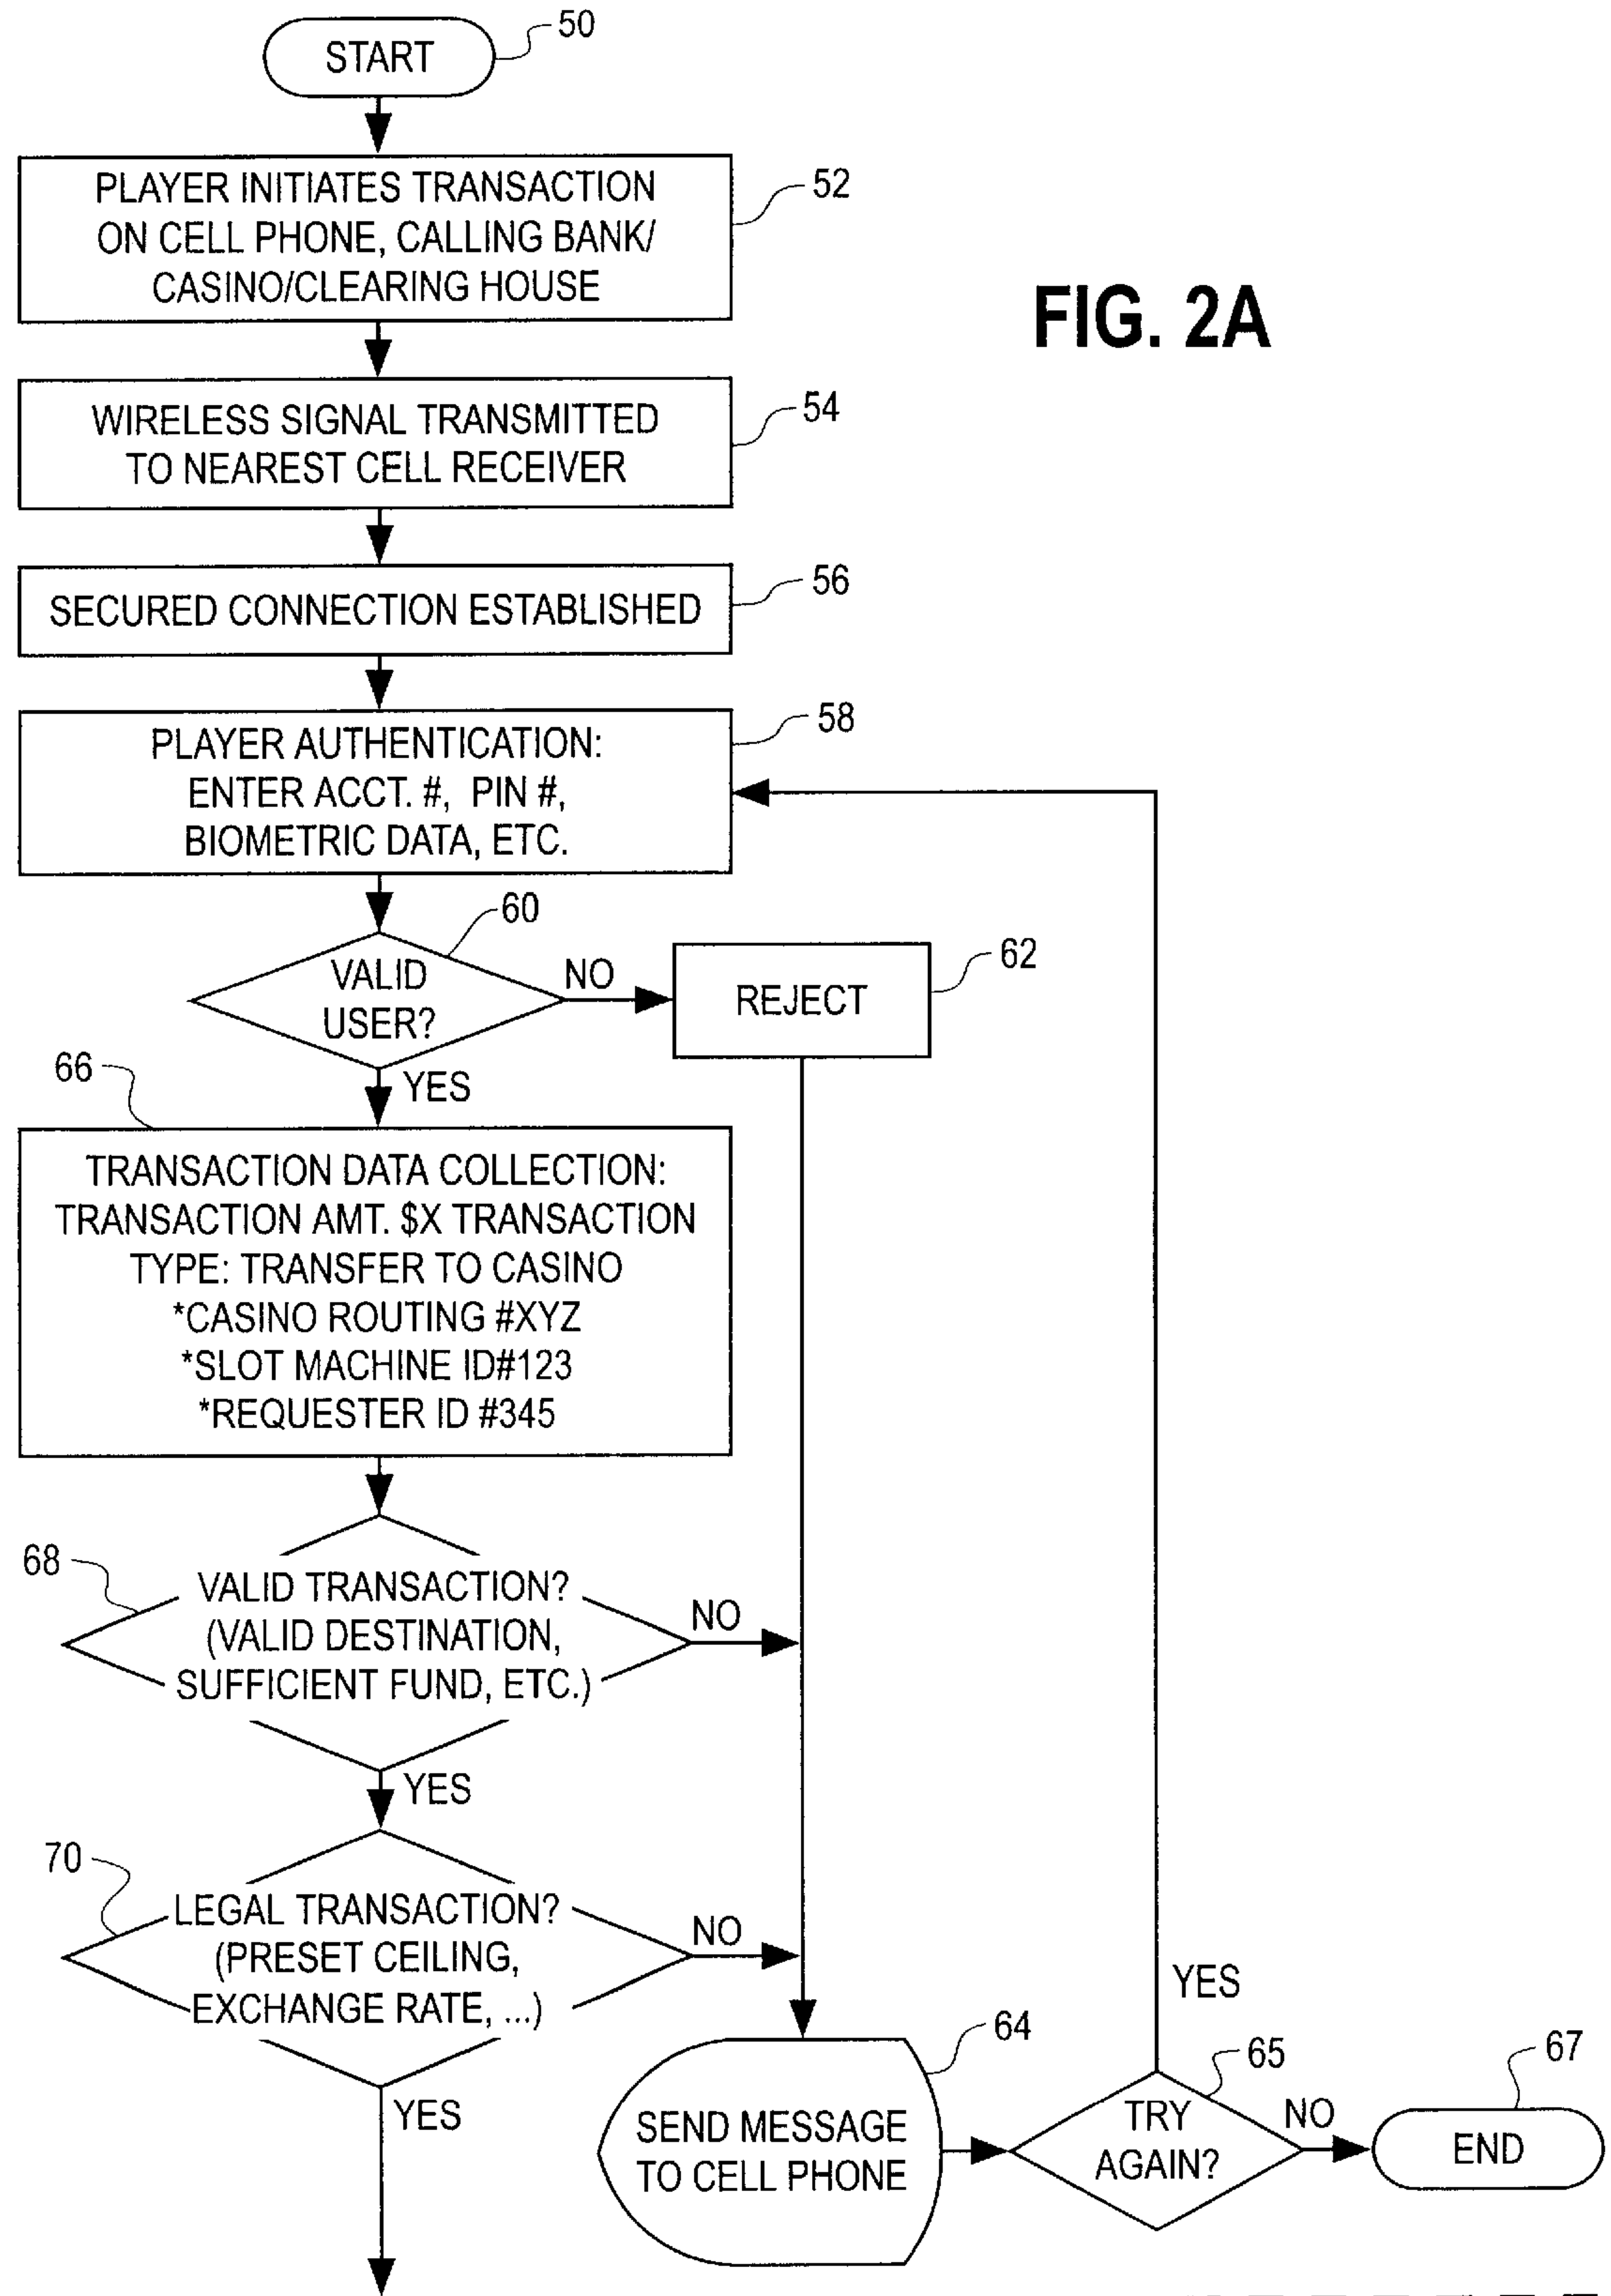 START
50
PLAYER INITIATES TRANSACTION
ON CELL PHONE, CALLING BANK/
CASINO/CLEARING HOUSE
52
FIG. 2A
WIRELESS SIGNAL TRANSMITTED
TO NEAREST CELL RECEIVER
54
SECURED CONNECTION ESTABLISHED
56
PLAYER AUTHENTICATION:
ENTER ACCT. #, PIN #,
BIOMETRIC DATA, ETC.
58
60
VALID
USER?
NO
REJECT
62
YES
66
TRANSACTION DATA COLLECTION:
TRANSACTION AMT. $X TRANSACTION
TYPE: TRANSFER TO CASINO
*CASINO ROUTING #XYZ
*SLOT MACHINE ID#123
*REQUESTER ID #345
68
VALID TRANSACTION?
(VALID DESTINATION,
SUFFICIENT FUND, ETC.)
NO
YES
70
LEGAL TRANSACTION?
(PRESET CEILING,
EXCHANGE RATE, ...)
NO
YES
SEND MESSAGE
TO CELL PHONE
64
YES
TRY
AGAIN?
65
NO
END
67